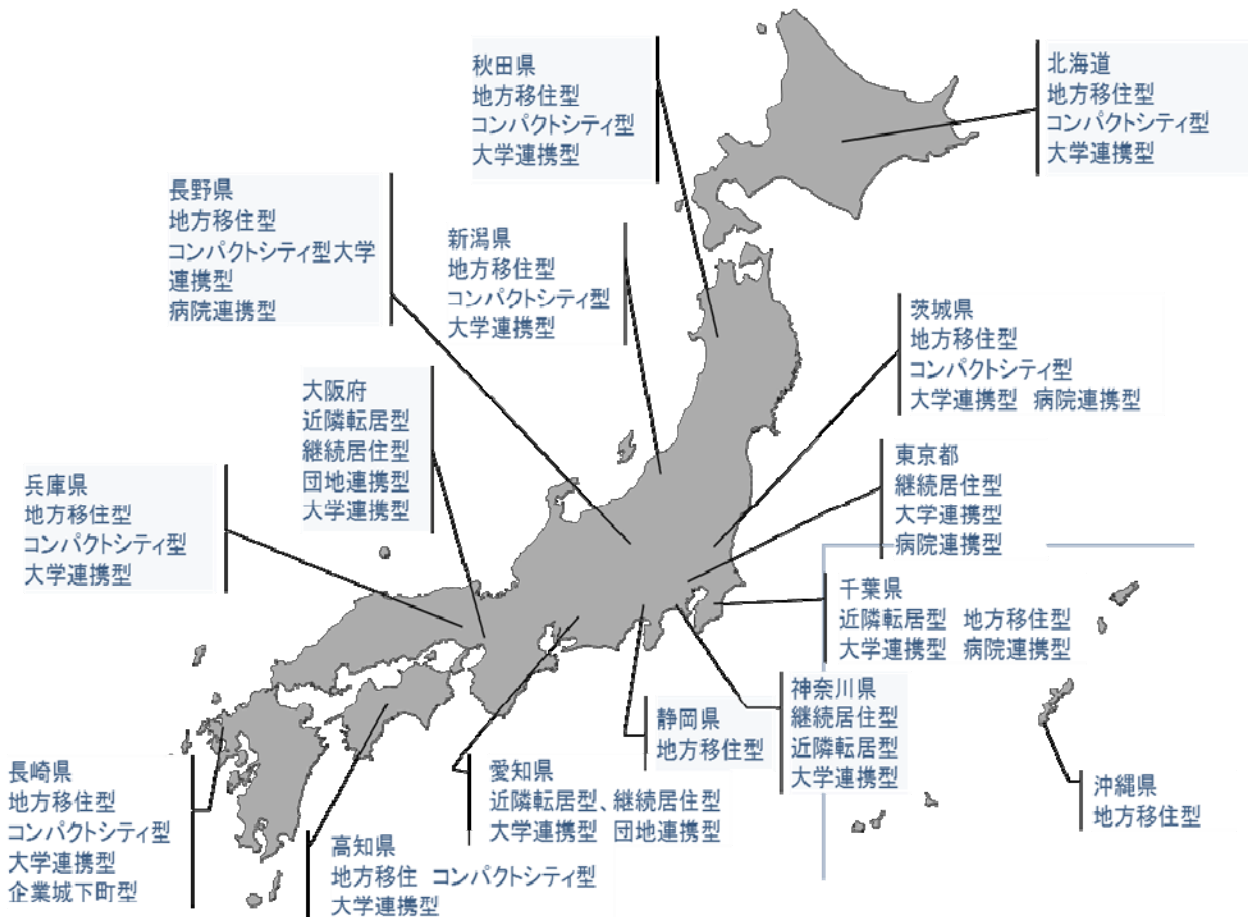 秋田県
地方移住型
コンパクトシティ型
大学連携型
北海道
地方移住型
コンパクトシティ型
大学連携型
長野県
地方移住型
コンパクトシティ型大学
連携型
病院連携型
新潟県
地方移住型
コンパクトシティ型
大学連携型
茨城県
地方移住型
コンパクトシティ型
大学連携型 病院連携型
大阪府
近隣転居型
継続居住型
団地連携型
大学連携型
東京都
継続居住型
大学連携型
病院連携型
兵庫県
地方移住型
コンパクトシティ型
大学連携型
千葉県
近隣転居型 地方移住型
大学連携型 病院連携型
神奈川県
継続居住型
近隣転居型
大学連携型
静岡県
地方移住型
愛知県
近隣転居型、継続居住型
大学連携型 団地連携型
沖縄県
地方移住型
長崎県
地方移住型
コンパクトシティ型
大学連携型
企業城下町型
高知県
地方移住 コンパクトシティ型
大学連携型